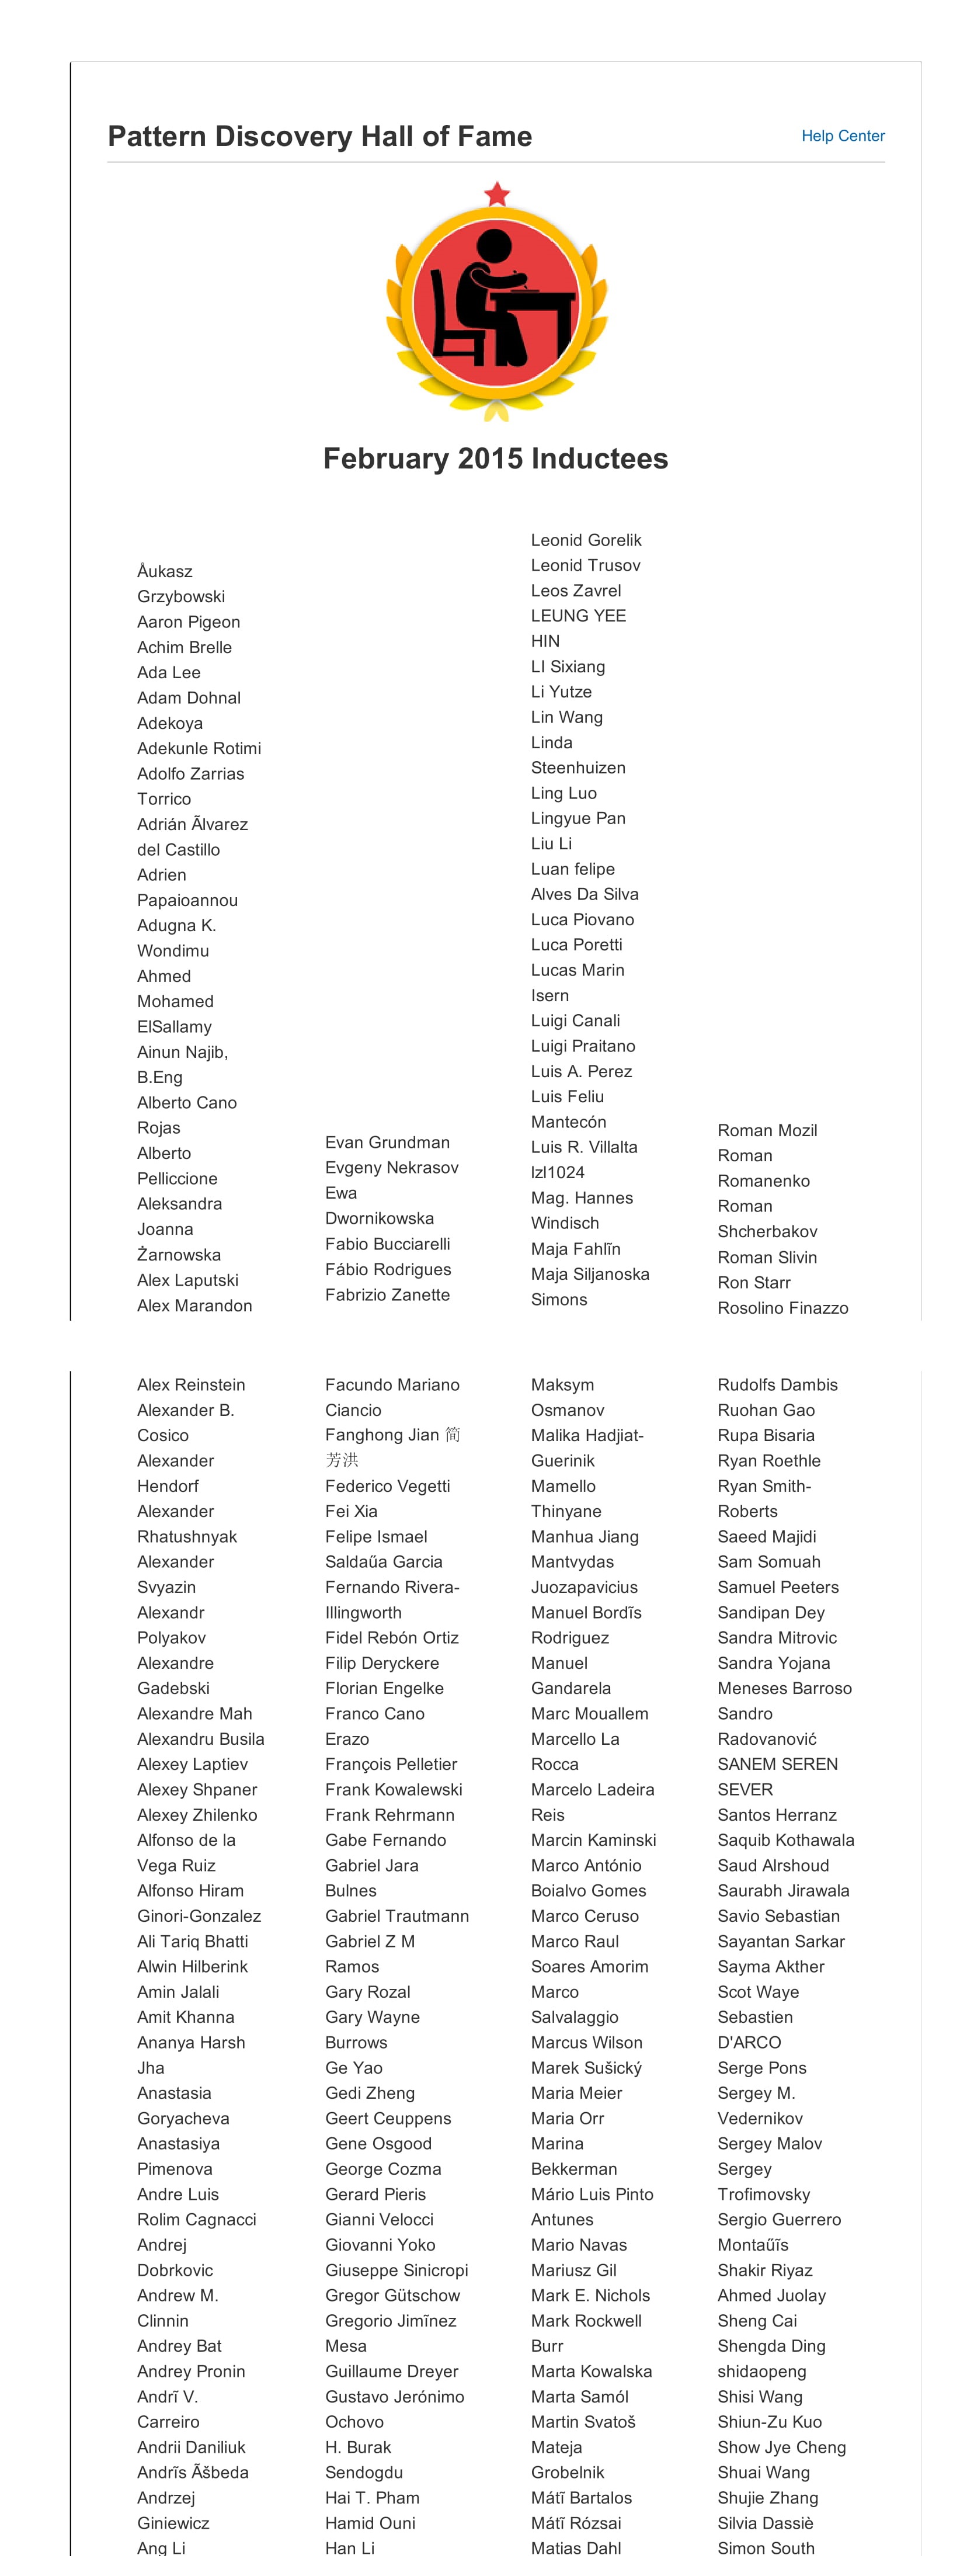 Pattern Discovery Hall of Fame
Help Center
February 2015 Inductees
Åukasz
Grzybowski
Aaron Pigeon
Achim Brelle
Ada Lee
Adam Dohnal
Adekoya
Adekunle Rotimi
Adolfo Zarrias
Torrico
Adrián Ãlvarez
del Castillo
Adrien
Papaioannou
Adugna K.
Wondimu
Ahmed
Mohamed
ElSallamy
Ainun Najib,
B.Eng
Alberto Cano
Rojas
Alberto
Pelliccione
Aleksandra
Joanna
Żarnowska
Alex Laputski
Alex Marandon
Evan Grundman
Evgeny Nekrasov
Ewa
Dwornikowska
Fabio Bucciarelli
Fábio Rodrigues
Fabrizio Zanette
Leonid Gorelik
Leonid Trusov
Leos Zavrel
LEUNG YEE
HIN
LI Sixiang
Li Yutze
Lin Wang
Linda
Steenhuizen
Ling Luo
Lingyue Pan
Liu Li
Luan felipe
Alves Da Silva
Luca Piovano
Luca Poretti
Lucas Marin
Isern
Luigi Canali
Luigi Praitano
Luis A. Perez
Luis Feliu
Mantecón
Luis R. Villalta
lzl1024
Mag. Hannes
Windisch
Maja Fahlĩn
Maja Siljanoska
Simons
Roman Mozil
Roman
Romanenko
Roman
Shcherbakov
Roman Slivin
Ron Starr
Rosolino Finazzo
Alex Reinstein
Alexander B.
Cosico
Alexander
Hendorf
Alexander
Rhatushnyak
Alexander
Svyazin
Alexandr
Polyakov
Alexandre
Gadebski
Alexandre Mah
Alexandru Busila
Alexey Laptiev
Alexey Shpaner
Alexey Zhilenko
Alfonso de la
Vega Ruiz
Alfonso Hiram
Ginori-Gonzalez
Ali Tariq Bhatti
Alwin Hilberink
Amin Jalali
Amit Khanna
Ananya Harsh
Jha
Anastasia
Goryacheva
Anastasiya
Pimenova
Andre Luis
Rolim Cagnacci
Andrej
Dobrkovic
Andrew M.
Clinnin
Andrey Bat
Andrey Pronin
Andrĩ V.
Carreiro
Andrii Daniliuk
Andrĩs Ãšbeda
Andrzej
Giniewicz
Ang Li
Facundo Mariano
Ciancio
Fanghong Jian 简
芳洪
Federico Vegetti
Fei Xia
Felipe Ismael
Saldaűa Garcia
Fernando Rivera-
Illingworth
Fidel Rebón Ortiz
Filip Deryckere
Florian Engelke
Franco Cano
Erazo
François Pelletier
Frank Kowalewski
Frank Rehrmann
Gabe Fernando
Gabriel Jara
Bulnes
Gabriel Trautmann
Gabriel Z M
Ramos
Gary Rozal
Gary Wayne
Burrows
Ge Yao
Gedi Zheng
Geert Ceuppens
Gene Osgood
George Cozma
Gerard Pieris
Gianni Velocci
Giovanni Yoko
Giuseppe Sinicropi
Gregor Gütschow
Gregorio Jimĩnez
Mesa
Guillaume Dreyer
Gustavo Jerónimo
Ochovo
H. Burak
Sendogdu
Hai T. Pham
Hamid Ouni
Han Li
Maksym
Osmanov
Malika Hadjiat-
Guerinik
Mamello
Thinyane
Manhua Jiang
Mantvydas
Juozapavicius
Manuel Bordĩs
Rodriguez
Manuel
Gandarela
Marc Mouallem
Marcello La
Rocca
Marcelo Ladeira
Reis
Marcin Kaminski
Marco António
Boialvo Gomes
Marco Ceruso
Marco Raul
Soares Amorim
Marco
Salvalaggio
Marcus Wilson
Marek Sušický
Maria Meier
Maria Orr
Marina
Bekkerman
Mário Luis Pinto
Antunes
Mario Navas
Mariusz Gil
Mark E. Nichols
Mark Rockwell
Burr
Marta Kowalska
Marta Samól
Martin Svatoš
Mateja
Grobelnik
Mátĩ Bartalos
Mátĩ Rózsai
Matias Dahl
Rudolfs Dambis
Ruohan Gao
Rupa Bisaria
Ryan Roethle
Ryan Smith-
Roberts
Saeed Majidi
Sam Somuah
Samuel Peeters
Sandipan Dey
Sandra Mitrovic
Sandra Yojana
Meneses Barroso
Sandro
Radovanović
SANEM SEREN
SEVER
Santos Herranz
Saquib Kothawala
Saud Alrshoud
Saurabh Jirawala
Savio Sebastian
Sayantan Sarkar
Sayma Akther
Scot Waye
Sebastien
D'ARCO
Serge Pons
Sergey M.
Vedernikov
Sergey Malov
Sergey
Trofimovsky
Sergio Guerrero
Montaűĩs
Shakir Riyaz
Ahmed Juolay
Sheng Cai
Shengda Ding
shidaopeng
Shisi Wang
Shiun-Zu Kuo
Show Jye Cheng
Shuai Wang
Shujie Zhang
Silvia Dassiè
Simon South